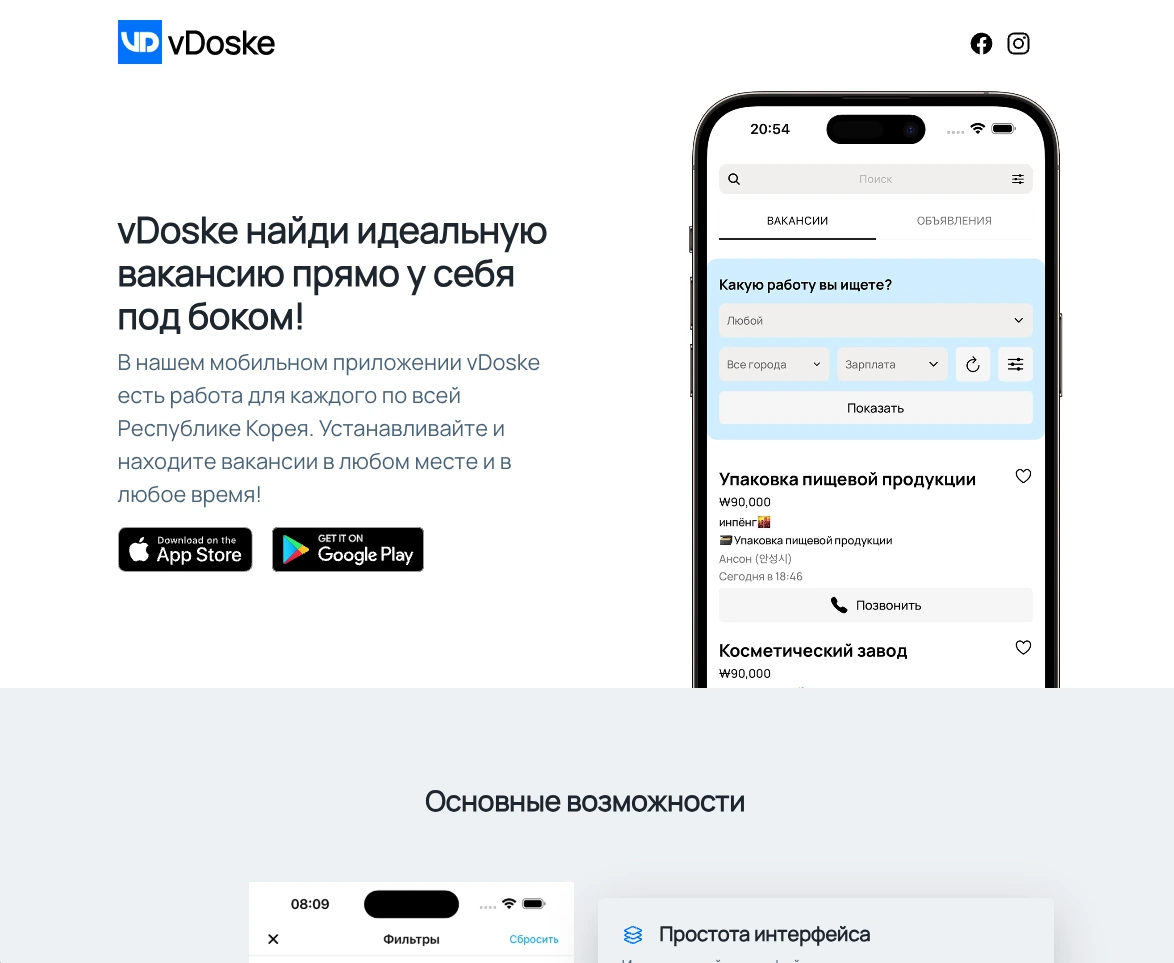 vDoske
vDoske найди идеальную
вакансию прямо у себя
под боком!
В нашем мобильном приложении vDoske
есть работа для каждого по всей
Республике Корея. Устанавливайте и
находите вакансии в любом месте и в
любое время!
Download on the
App Store
GET IT ON
Google Play
20:54
Поиск
ВАКАНСИИ ОБЪЯВЛЕНИЯ
Какую работу вы ищете?
Любой
Все города Зарплата
Показать
Упаковка пищевой продукции
₩90,000
инпёнг
Упаковка пищевой продукции
Ансон (안성시)
Сегодня в 18:46
Позвонить
Косметический завод
₩90,000
Основные возможности
08:09
Фильтры Сбросить
Простота интерфейса